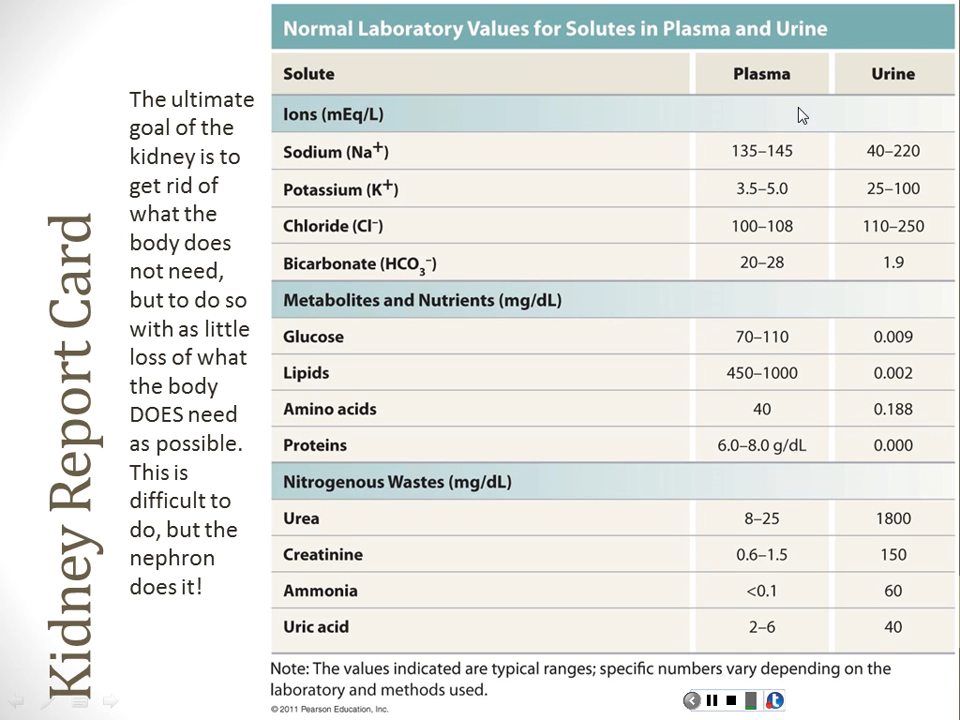 Kidney Report Card
The ultimate
goal of the
kidney is to
get rid of
what the
body does
not need,
but to do so
with as little
loss of what
the body
DOES need
as possible.
This is
difficult to
do, but the
nephron
does it!
Normal Laboratory Values for Solutes in Plasma and Urine
Solute Plasma Urine
Ions (mEq/L)
Sodium (Na⁺) 135–145 40–220
Potassium (K⁺) 3.5–5.0 25–100
Chloride (Cl⁻) 100–108 110–250
Bicarbonate (HCO₃⁻) 20–28 1.9
Metabolites and Nutrients (mg/dL)
Glucose 70–110 0.009
Lipids 450–1000 0.002
Amino acids 40 0.188
Proteins 6.0–8.0 g/dL 0.000
Nitrogenous Wastes (mg/dL)
Urea 8–25 1800
Creatinine 0.6–1.5 150
Ammonia <0.1 60
Uric acid 2–6 40
Note: The values indicated are typical ranges; specific numbers vary depending on the
laboratory and methods used.
© 2011 Pearson Education, Inc.